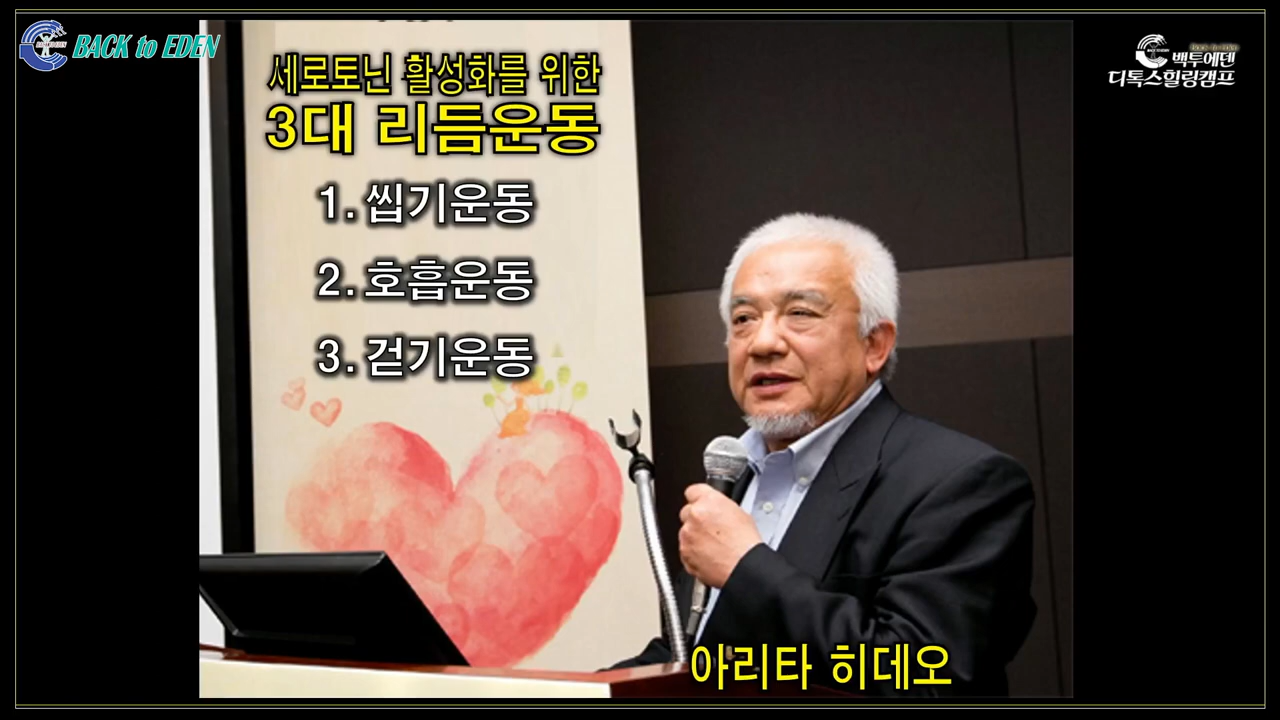 BACK to EDEN
백투에덴
디톡스힐링캠프
세로토닌 활성화를 위한
3대 리듬운동
1. 씹기운동
2. 호흡운동
3. 걷기운동
아리타 히데오